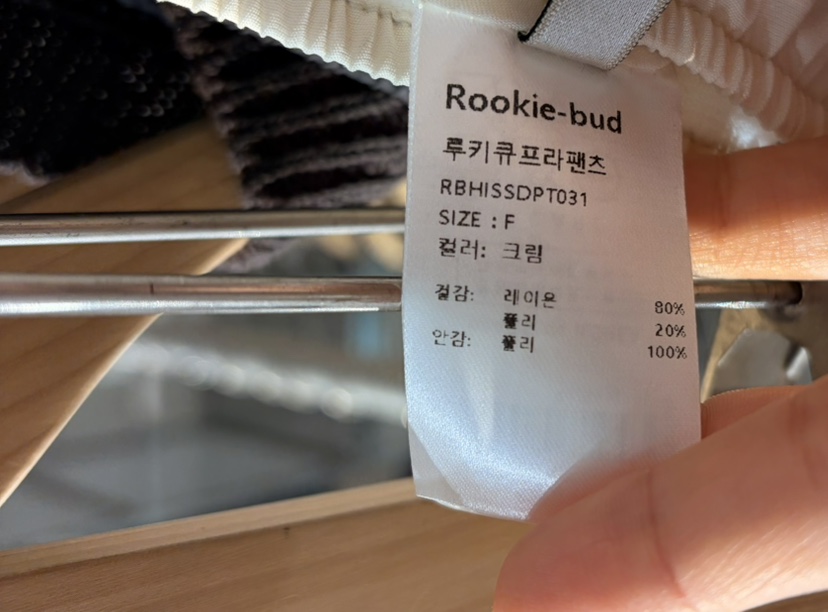 Rookie-bud
루키큐프라팬츠
RBHISSDPT031
SIZE : F
컬러: 크림
겉감: 레이온 80%
폴리 20%
안감: 폴리 100%